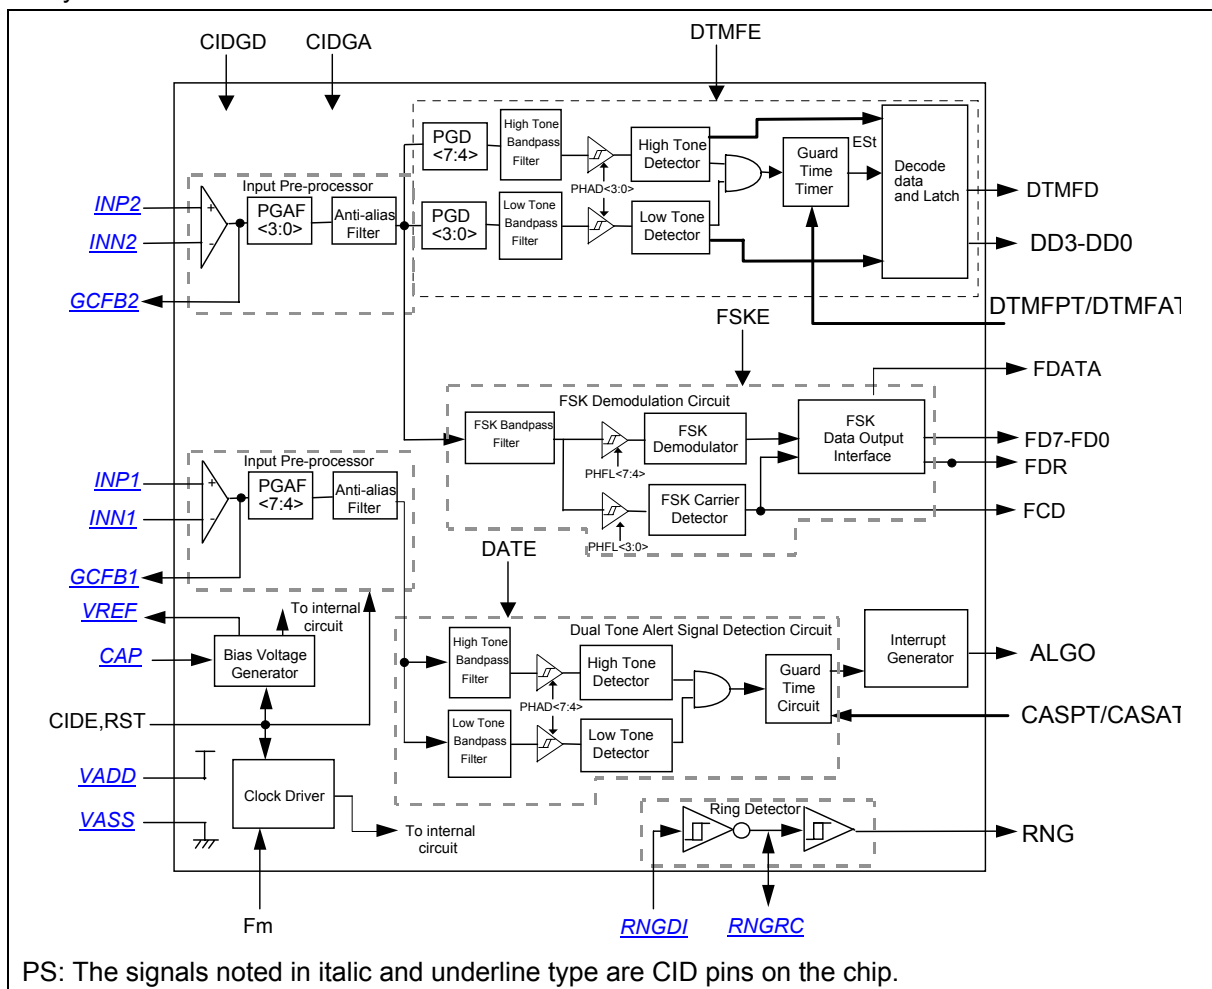 CIDGD
CIDGA
DTMFE
PGD
<7:4>
High Tone
Bandpass
Filter
High Tone
Detector
PHAD<3:0>
Guard
Time
Timer
ESt
Decode
data
and Latch
DTMFD
DD3-DD0
Input Pre-processor
INP2
+
INN2
-
PGAF
<3:0>
Anti-alias
Filter
PGD
<3:0>
Low Tone
Bandpass
Filter
Low Tone
Detector
GCFB2
DTMFPT/DTMFAT
FSKE
FDATA
FSK Demodulation Circuit
FSK Bandpass
Filter
PHFL<7:4>
FSK
Demodulator
FSK
Data Output
Interface
FD7-FD0
FDR
FSK Carrier
Detector
FCD
PHFL<3:0>
Input Pre-processor
INP1
+
INN1
-
PGAF
<7:4>
Anti-alias
Filter
GCFB1
DATE
VREF
To internal
circuit
CAP
Bias Voltage
Generator
Dual Tone Alert Signal Detection Circuit
High Tone
Bandpass
Filter
High Tone
Detector
PHAD<7:4>
Low Tone
Bandpass
Filter
Low Tone
Detector
Guard
Time
Circuit
Interrupt
Generator
ALGO
CASPT/CASAT
CIDE,RST
VADD
VASS
Clock Driver
To internal
circuit
Fm
Ring Detector
RNG
RNGDI
RNGRC
PS: The signals noted in italic and underline type are CID pins on the chip.